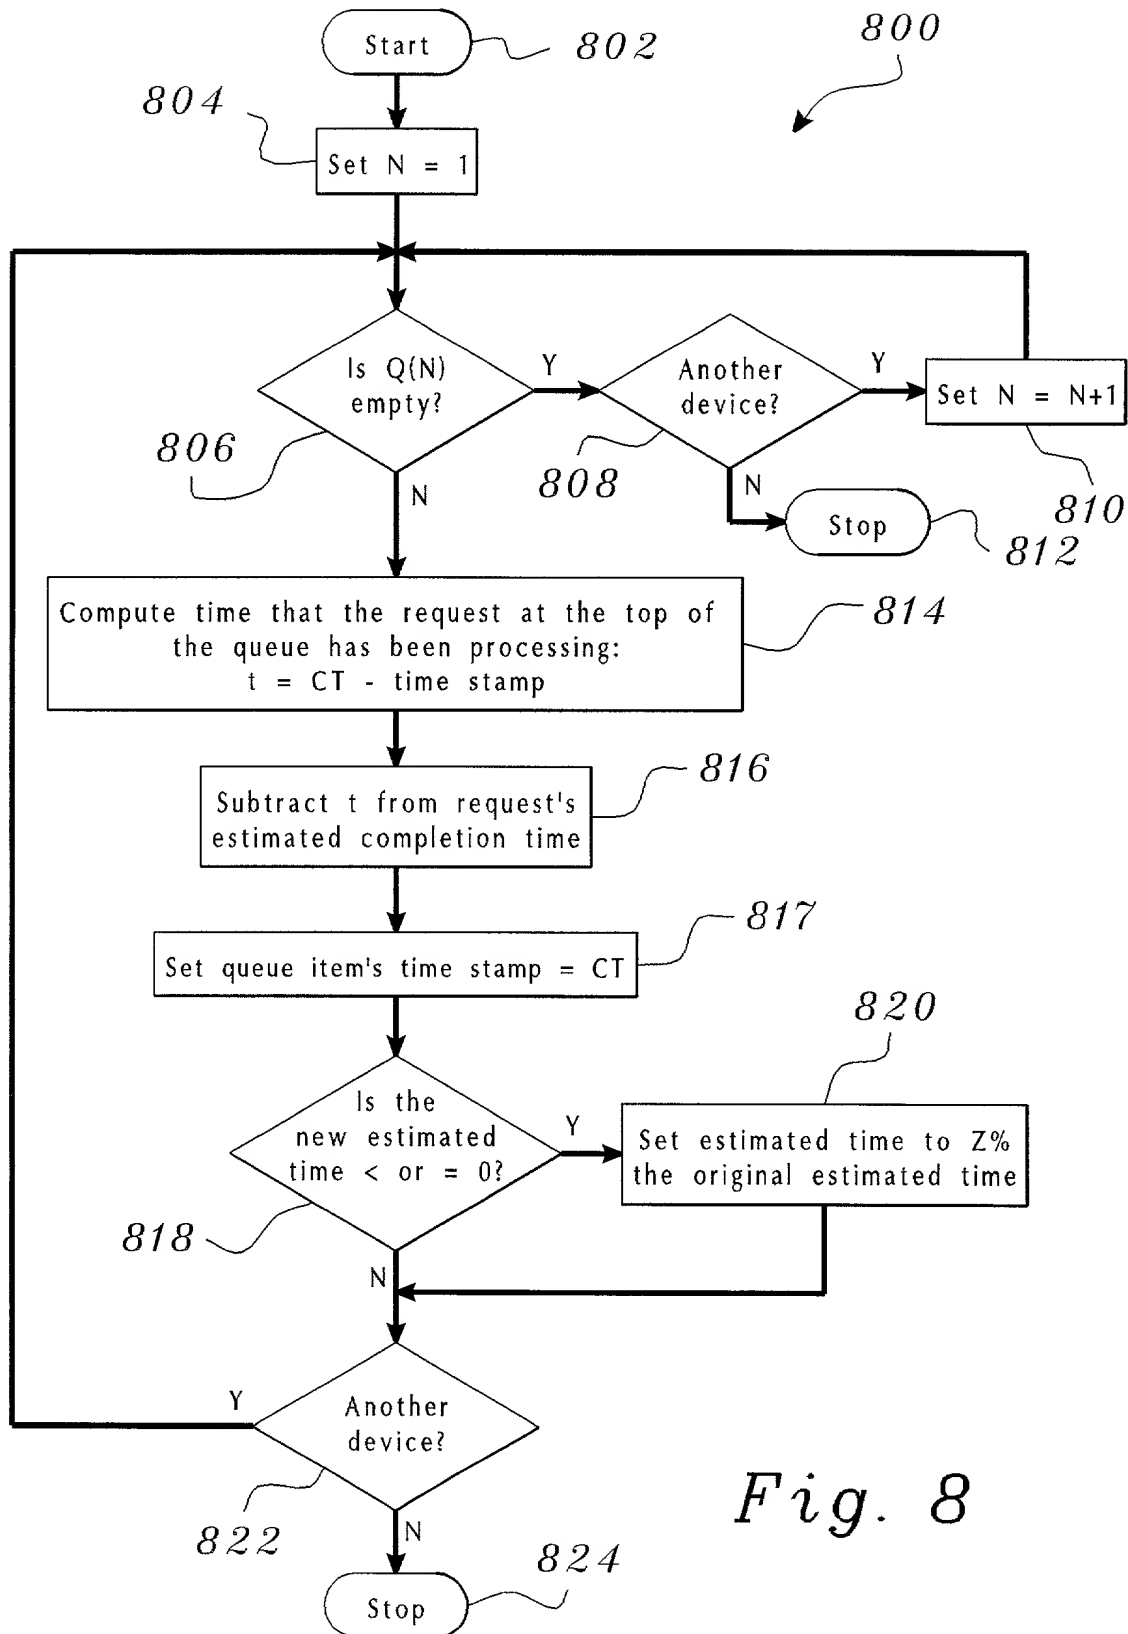 800
Start
802
804
Set N = 1
Is Q(N)
empty?
Y
Another
device?
Y
Set N = N+1
806
N
808
N
810
Stop
812
Compute time that the request at the top of
the queue has been processing:
t = CT - time stamp
814
Subtract t from request's
estimated completion time
816
Set queue item's time stamp = CT
817
Is the
new estimated
time < or = 0?
Y
820
Set estimated time to Z%
the original estimated time
818
N
Y
Another
device?
822
N
Stop
824
Fig. 8